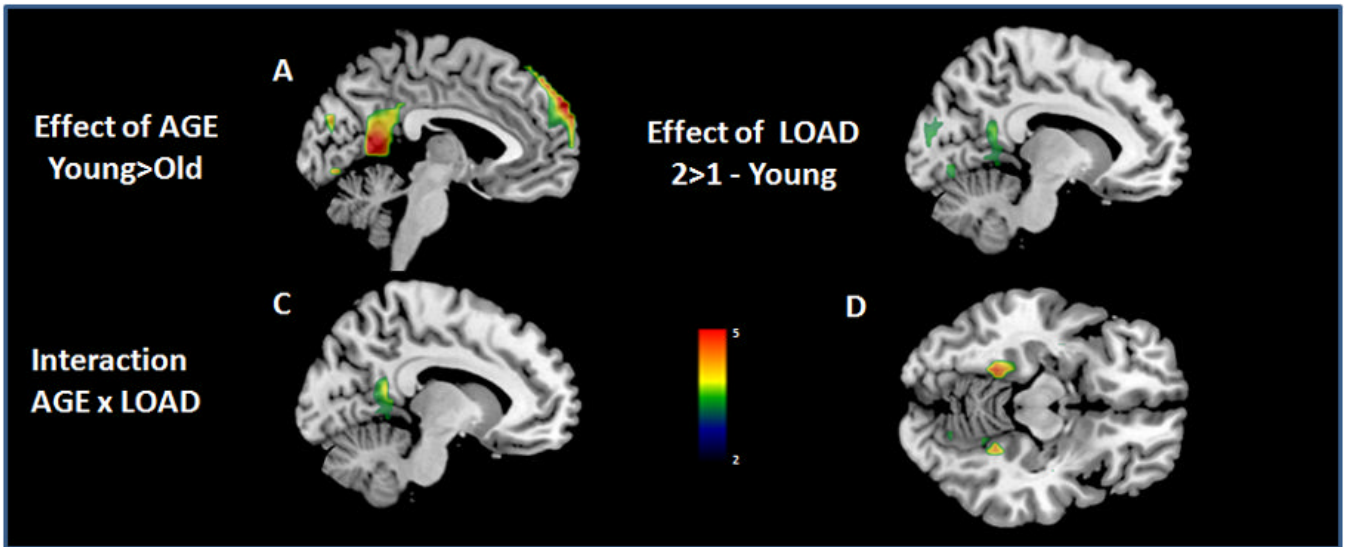 A
Effect of AGE
Young>Old
Effect of  LOAD
2>1 - Young
C
Interaction
AGE x LOAD
5
2
D